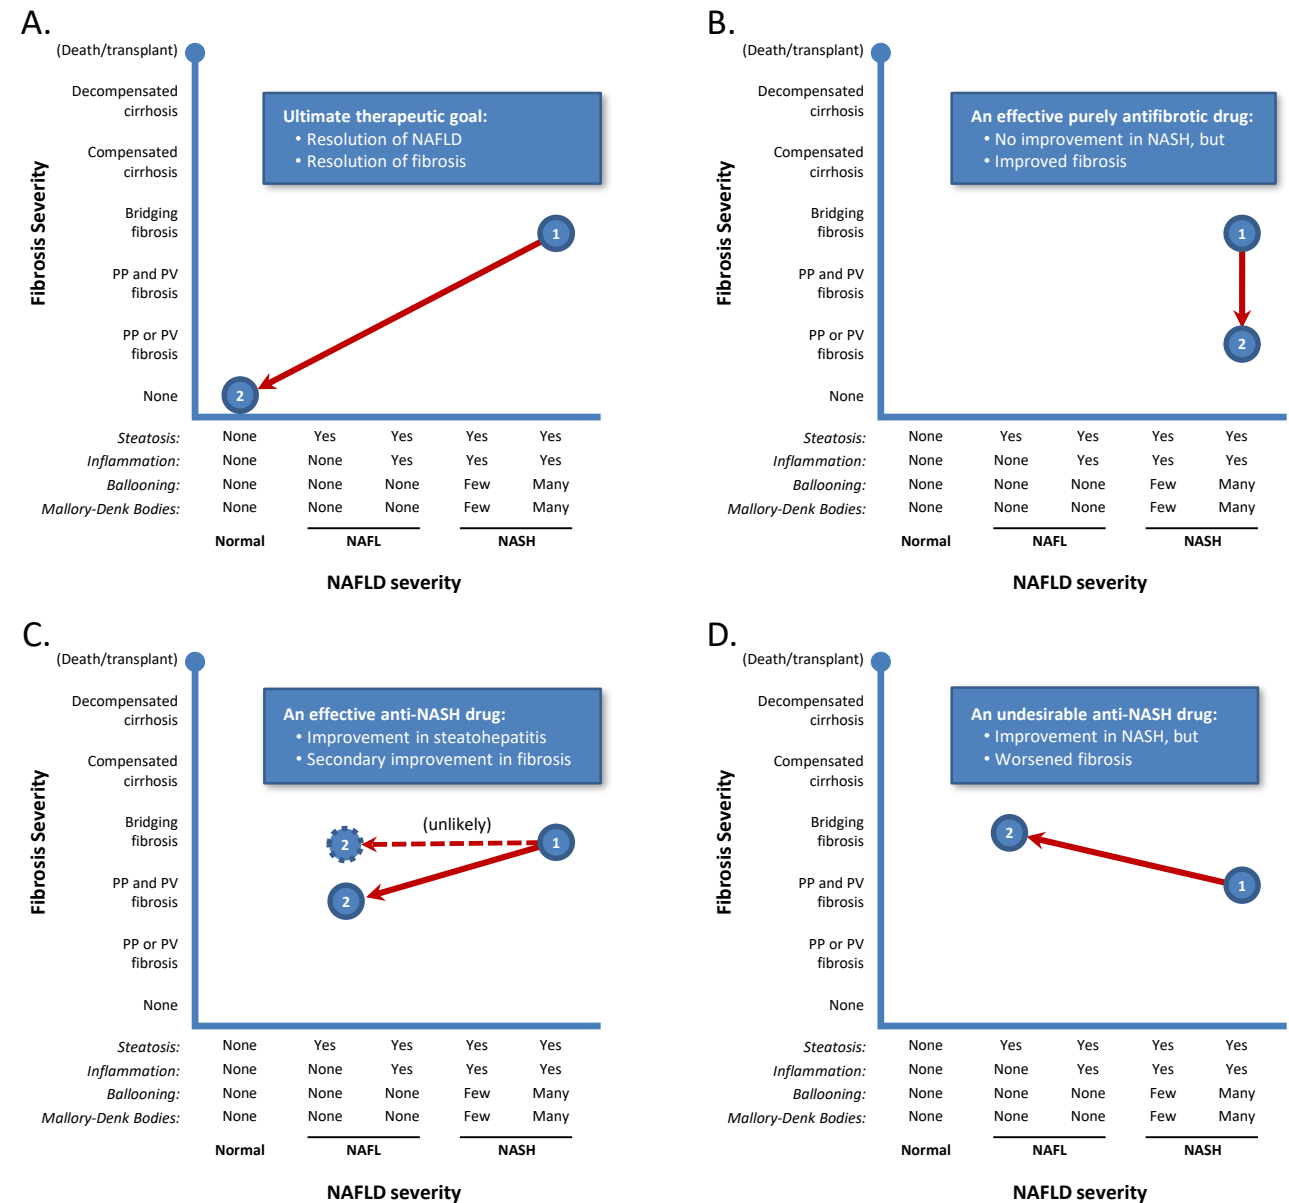 A.
(Death/transplant)
Decompensated
cirrhosis
Compensated
cirrhosis
Bridging
fibrosis
PP and PV
fibrosis
PP or PV
fibrosis
None
Fibrosis Severity
Ultimate therapeutic goal:
• Resolution of NAFLD
• Resolution of fibrosis
1
2
Steatosis: None Yes Yes Yes Yes
Inflammation: None None Yes Yes Yes
Ballooning: None None None Few Many
Mallory-Denk Bodies: None None None Few Many
Normal NAFL NASH
NAFLD severity
B.
(Death/transplant)
Decompensated
cirrhosis
Compensated
cirrhosis
Bridging
fibrosis
PP and PV
fibrosis
PP or PV
fibrosis
None
Fibrosis Severity
An effective purely antifibrotic drug:
• No improvement in NASH, but
• Improved fibrosis
1
2
Steatosis: None Yes Yes Yes Yes
Inflammation: None None Yes Yes Yes
Ballooning: None None None Few Many
Mallory-Denk Bodies: None None None Few Many
Normal NAFL NASH
NAFLD severity
C.
(Death/transplant)
Decompensated
cirrhosis
Compensated
cirrhosis
Bridging
fibrosis
PP and PV
fibrosis
PP or PV
fibrosis
None
Fibrosis Severity
An effective anti-NASH drug:
• Improvement in steatohepatitis
• Secondary improvement in fibrosis
(unlikely)
2
1
2
Steatosis: None Yes Yes Yes Yes
Inflammation: None None Yes Yes Yes
Ballooning: None None None Few Many
Mallory-Denk Bodies: None None None Few Many
Normal NAFL NASH
NAFLD severity
D.
(Death/transplant)
Decompensated
cirrhosis
Compensated
cirrhosis
Bridging
fibrosis
PP and PV
fibrosis
PP or PV
fibrosis
None
Fibrosis Severity
An undesirable anti-NASH drug:
• Improvement in NASH, but
• Worsened fibrosis
2
1
Steatosis: None Yes Yes Yes Yes
Inflammation: None None Yes Yes Yes
Ballooning: None None None Few Many
Mallory-Denk Bodies: None None None Few Many
Normal NAFL NASH
NAFLD severity